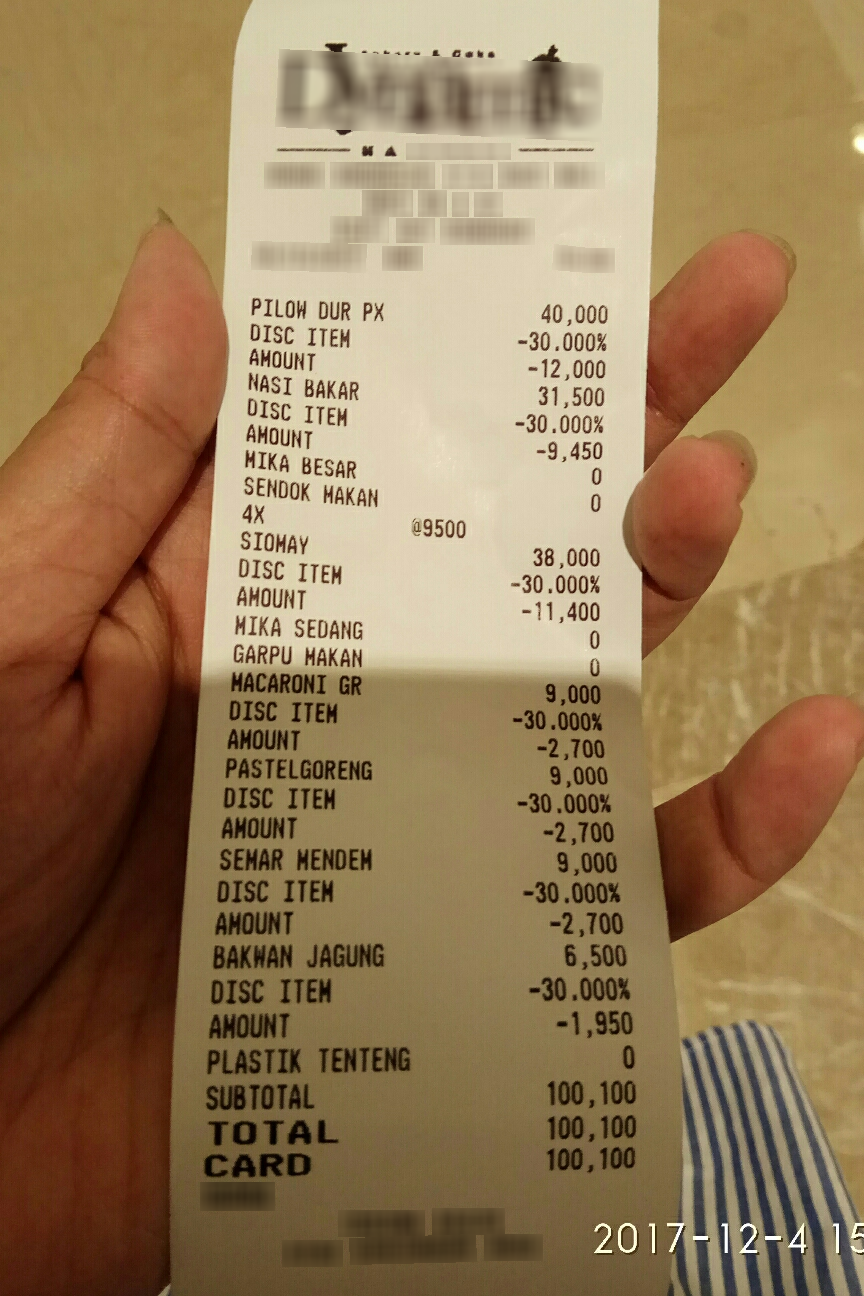 Bakery & Cake
PILOW DUR PX 40,000
DISC ITEM -30.000%
AMOUNT -12,000
NASI BAKAR 31,500
DISC ITEM -30.000%
AMOUNT -9,450
MIKA BESAR 0
SENDOK MAKAN 0
4X @9500
SIOMAY 38,000
DISC ITEM -30.000%
AMOUNT -11,400
MIKA SEDANG 0
GARPU MAKAN 0
MACARONI GR 9,000
DISC ITEM -30.000%
AMOUNT -2,700
PASTELGORENG 9,000
DISC ITEM -30.000%
AMOUNT -2,700
SEMAR MENDEM 9,000
DISC ITEM -30.000%
AMOUNT -2,700
BAKWAN JAGUNG 6,500
DISC ITEM -30.000%
AMOUNT -1,950
PLASTIK TENTENG 0
SUBTOTAL 100,100
TOTAL 100,100
CARD 100,100
2017-12-4 15